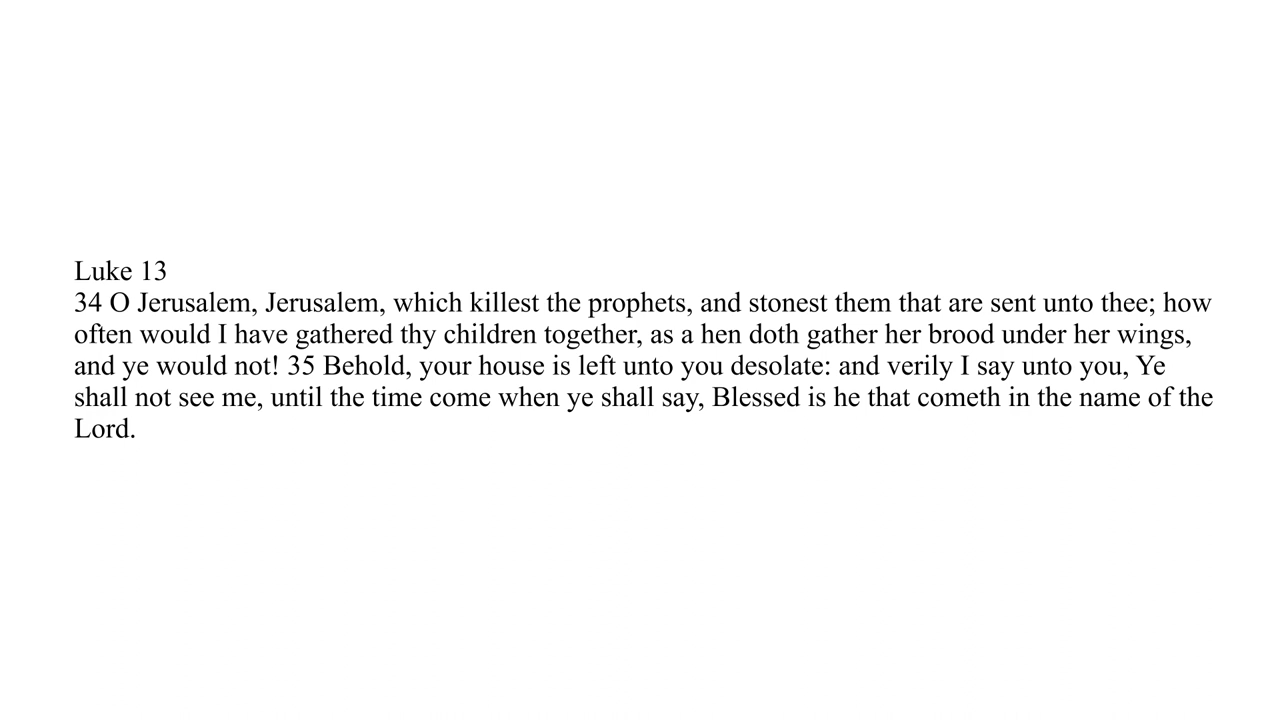 Luke 13
34 O Jerusalem, Jerusalem, which killest the prophets, and stonest them that are sent unto thee; how
often would I have gathered thy children together, as a hen doth gather her brood under her wings,
and ye would not! 35 Behold, your house is left unto you desolate: and verily I say unto you, Ye
shall not see me, until the time come when ye shall say, Blessed is he that cometh in the name of the
Lord.